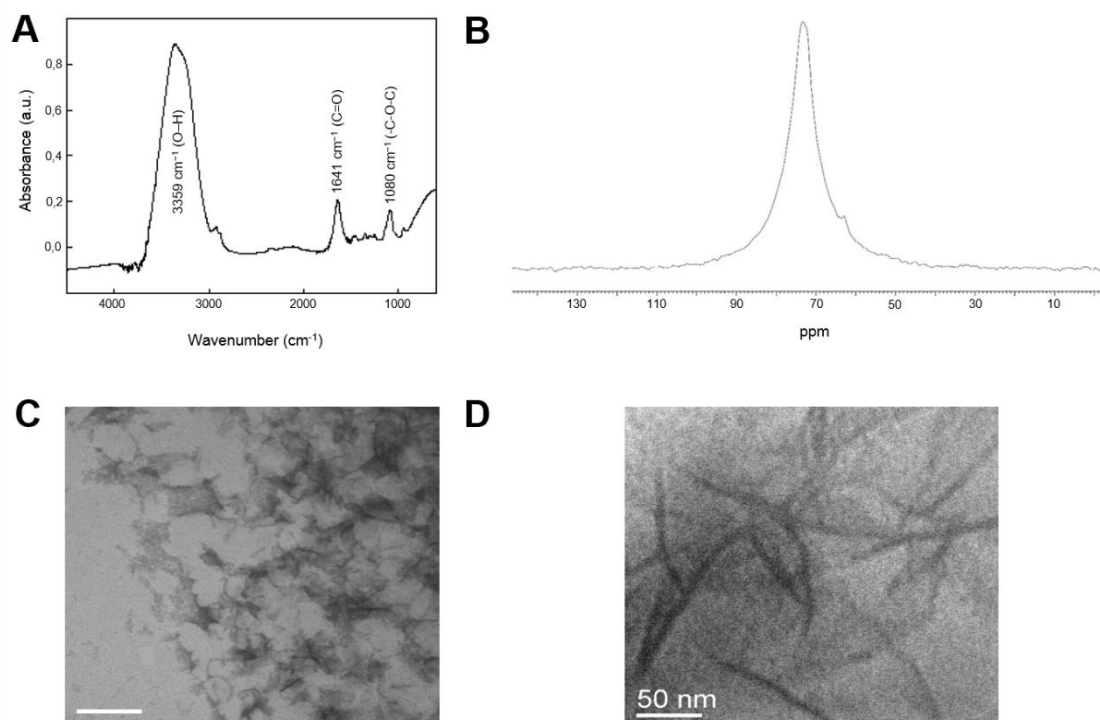 A
Absorbance (a.u.)
0,8
0,6
0,4
0,2
0,0
3359 cm⁻¹ (O–H)
1641 cm⁻¹ (C=O)
1080 cm⁻¹ (-C-O-C)
4000 3000 2000 1000
Wavenumber (cm⁻¹)
B
130 110 90 70 50 30 10
ppm
C
D
50 nm